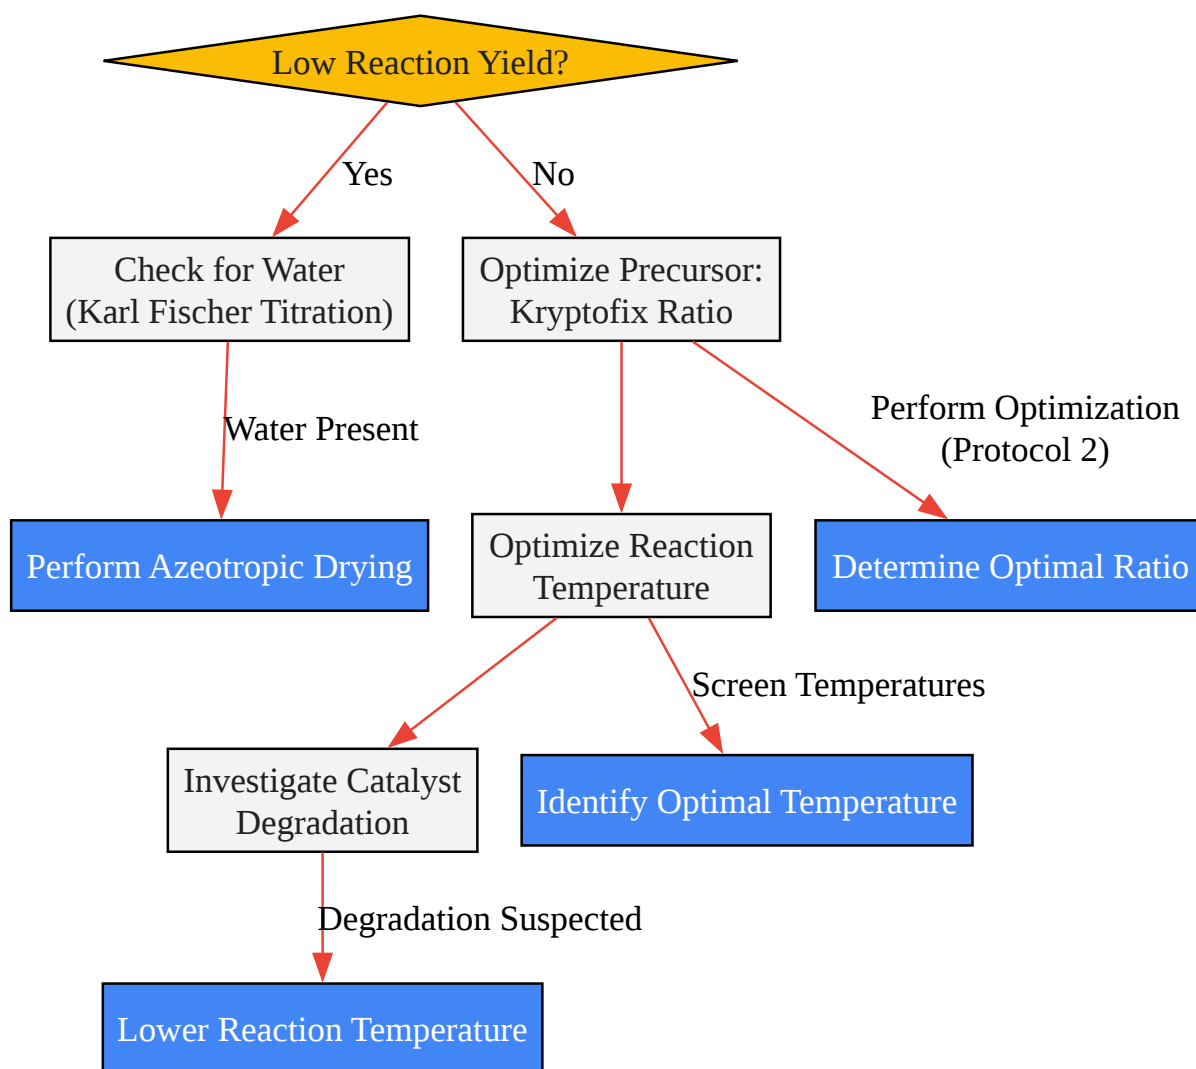 Low Reaction Yield?
Yes
No
Check for Water
(Karl Fischer Titration)
Optimize Precursor:
Kryptofix Ratio
Water Present
Perform Optimization
(Protocol 2)
Perform Azeotropic Drying
Optimize Reaction
Temperature
Determine Optimal Ratio
Screen Temperatures
Investigate Catalyst
Degradation
Identify Optimal Temperature
Degradation Suspected
Lower Reaction Temperature